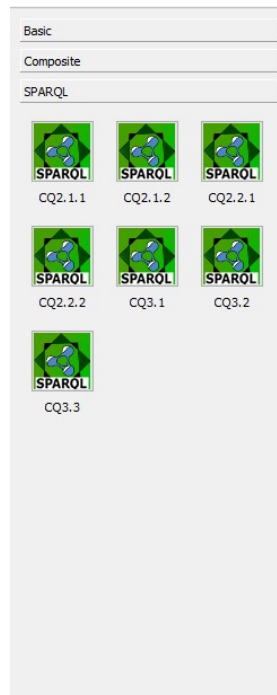 Basic
Composite
SPARQL
SPARQL SPARQL SPARQL
CQ2.1.1 CQ2.1.2 CQ2.2.1
SPARQL SPARQL SPARQL
CQ2.2.2 CQ3.1 CQ3.2
SPARQL
CQ3.3